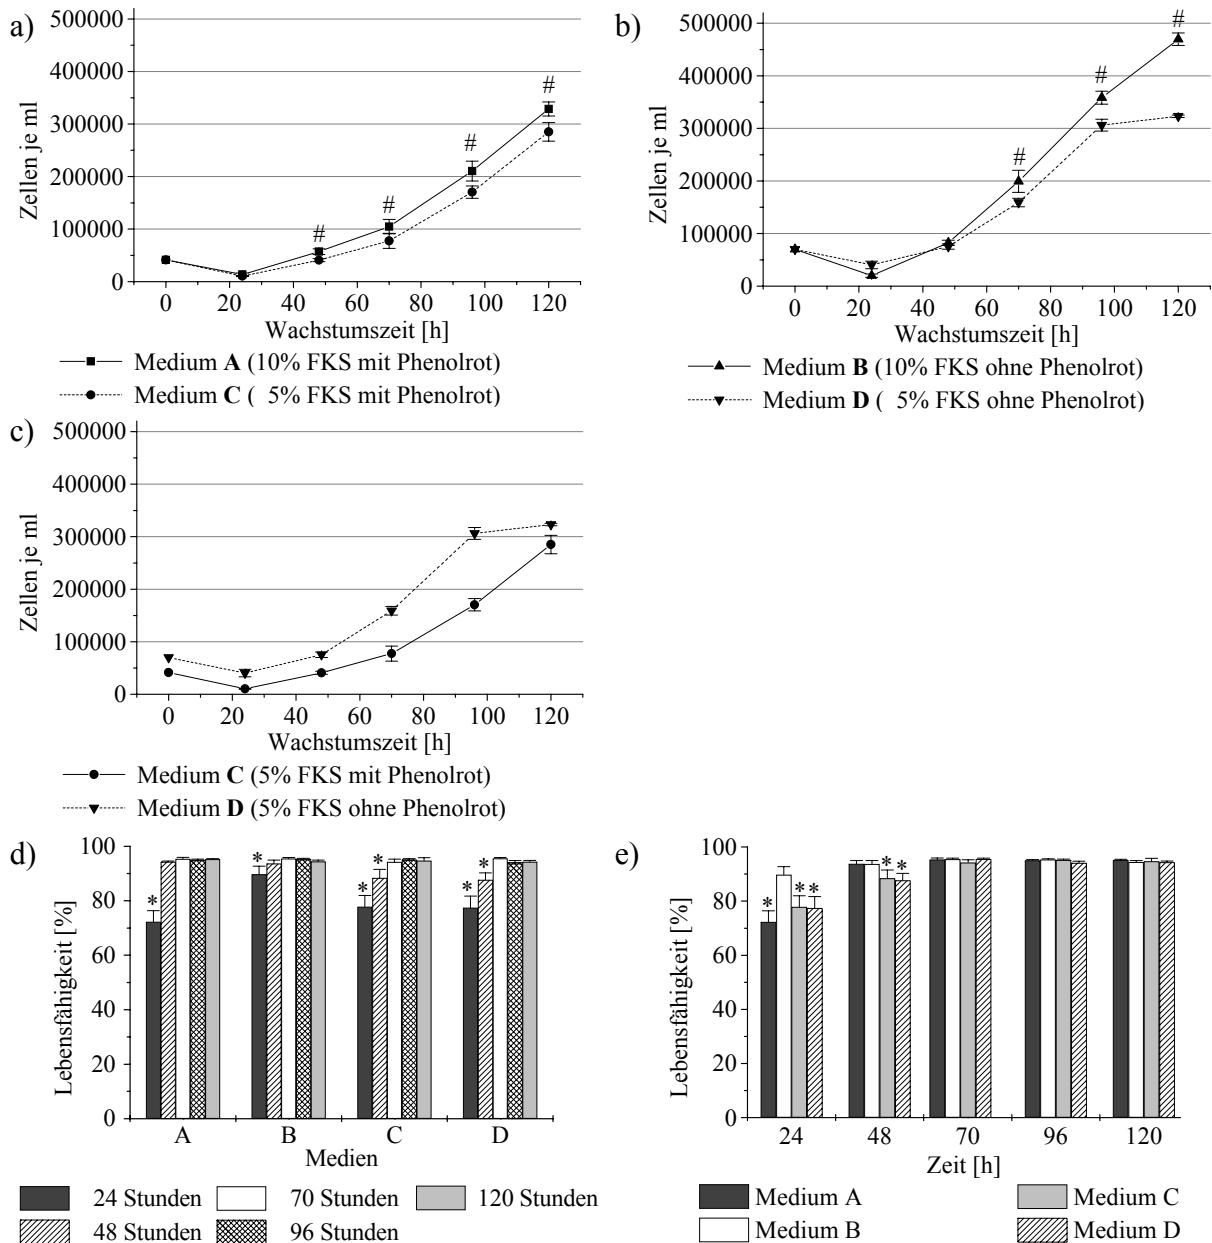 a)
500000
400000
300000
200000
100000
0
Zellen je ml
# # # #
0 20 40 60 80 100 120
Wachstumszeit [h]
Medium A (10% FKS mit Phenolrot)
Medium C ( 5% FKS mit Phenolrot)
b)
500000
400000
300000
200000
100000
0
Zellen je ml
# # #
0 20 40 60 80 100 120
Wachstumszeit [h]
Medium B (10% FKS ohne Phenolrot)
Medium D ( 5% FKS ohne Phenolrot)
c)
500000
400000
300000
200000
100000
0
Zellen je ml
0 20 40 60 80 100 120
Wachstumszeit [h]
Medium C (5% FKS mit Phenolrot)
Medium D (5% FKS ohne Phenolrot)
d)
100
80
60
40
20
0
Lebensfähigkeit [%]
* * * * * *
A B C D
Medien
24 Stunden 70 Stunden 120 Stunden
48 Stunden 96 Stunden
e)
100
80
60
40
20
0
Lebensfähigkeit [%]
* * * * *
24 48 70 96 120
Zeit [h]
Medium A Medium C
Medium B Medium D